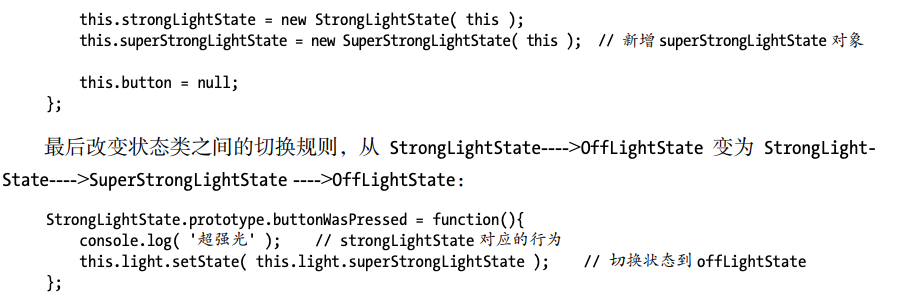 this.strongLightState = new StrongLightState( this );
this.superStrongLightState = new SuperStrongLightState( this );  // 新增 superStrongLightState 对象
this.button = null;
};
最后改变状态类之间的切换规则，从 StrongLightState---->OffLightState 变为 StrongLight-
State---->SuperStrongLightState ---->OffLightState：
StrongLightState.prototype.buttonWasPressed = function(){
console.log( '超强光' );    // strongLightState 对应的行为
this.light.setState( this.light.superStrongLightState );    // 切换状态到 offLightState
};